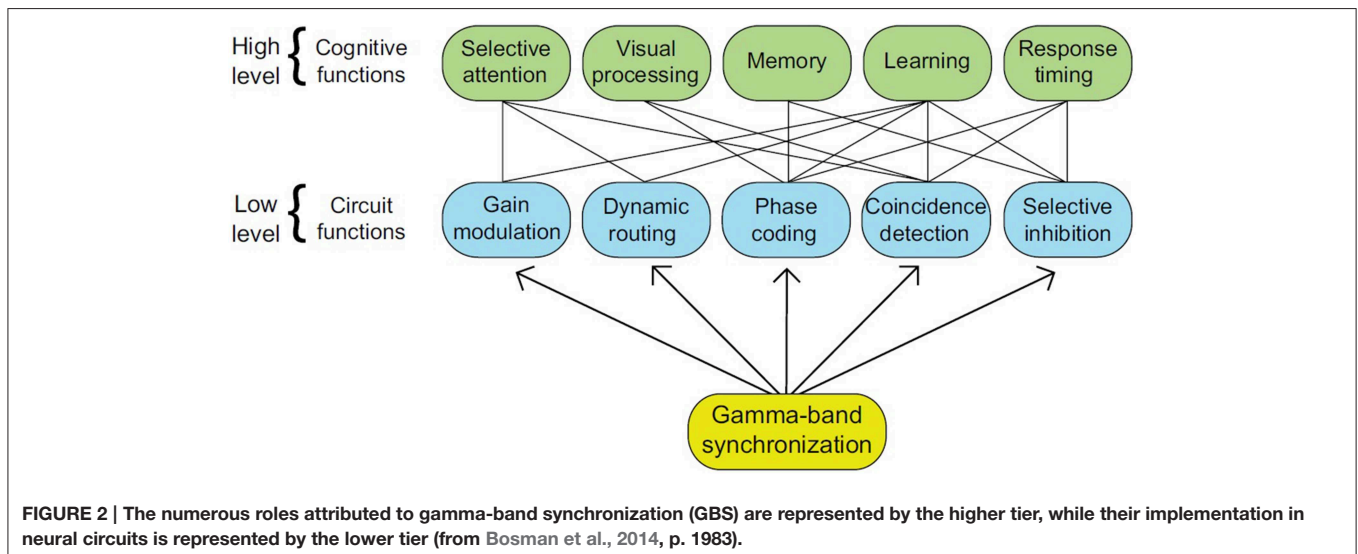 High level { Cognitive functions
Selective attention
Visual processing
Memory
Learning
Response timing
Low level { Circuit functions
Gain modulation
Dynamic routing
Phase coding
Coincidence detection
Selective inhibition
Gamma-band
synchronization
FIGURE 2 | The numerous roles attributed to gamma-band synchronization (GBS) are represented by the higher tier, while their implementation in
neural circuits is represented by the lower tier (from Bosman et al., 2014, p. 1983).